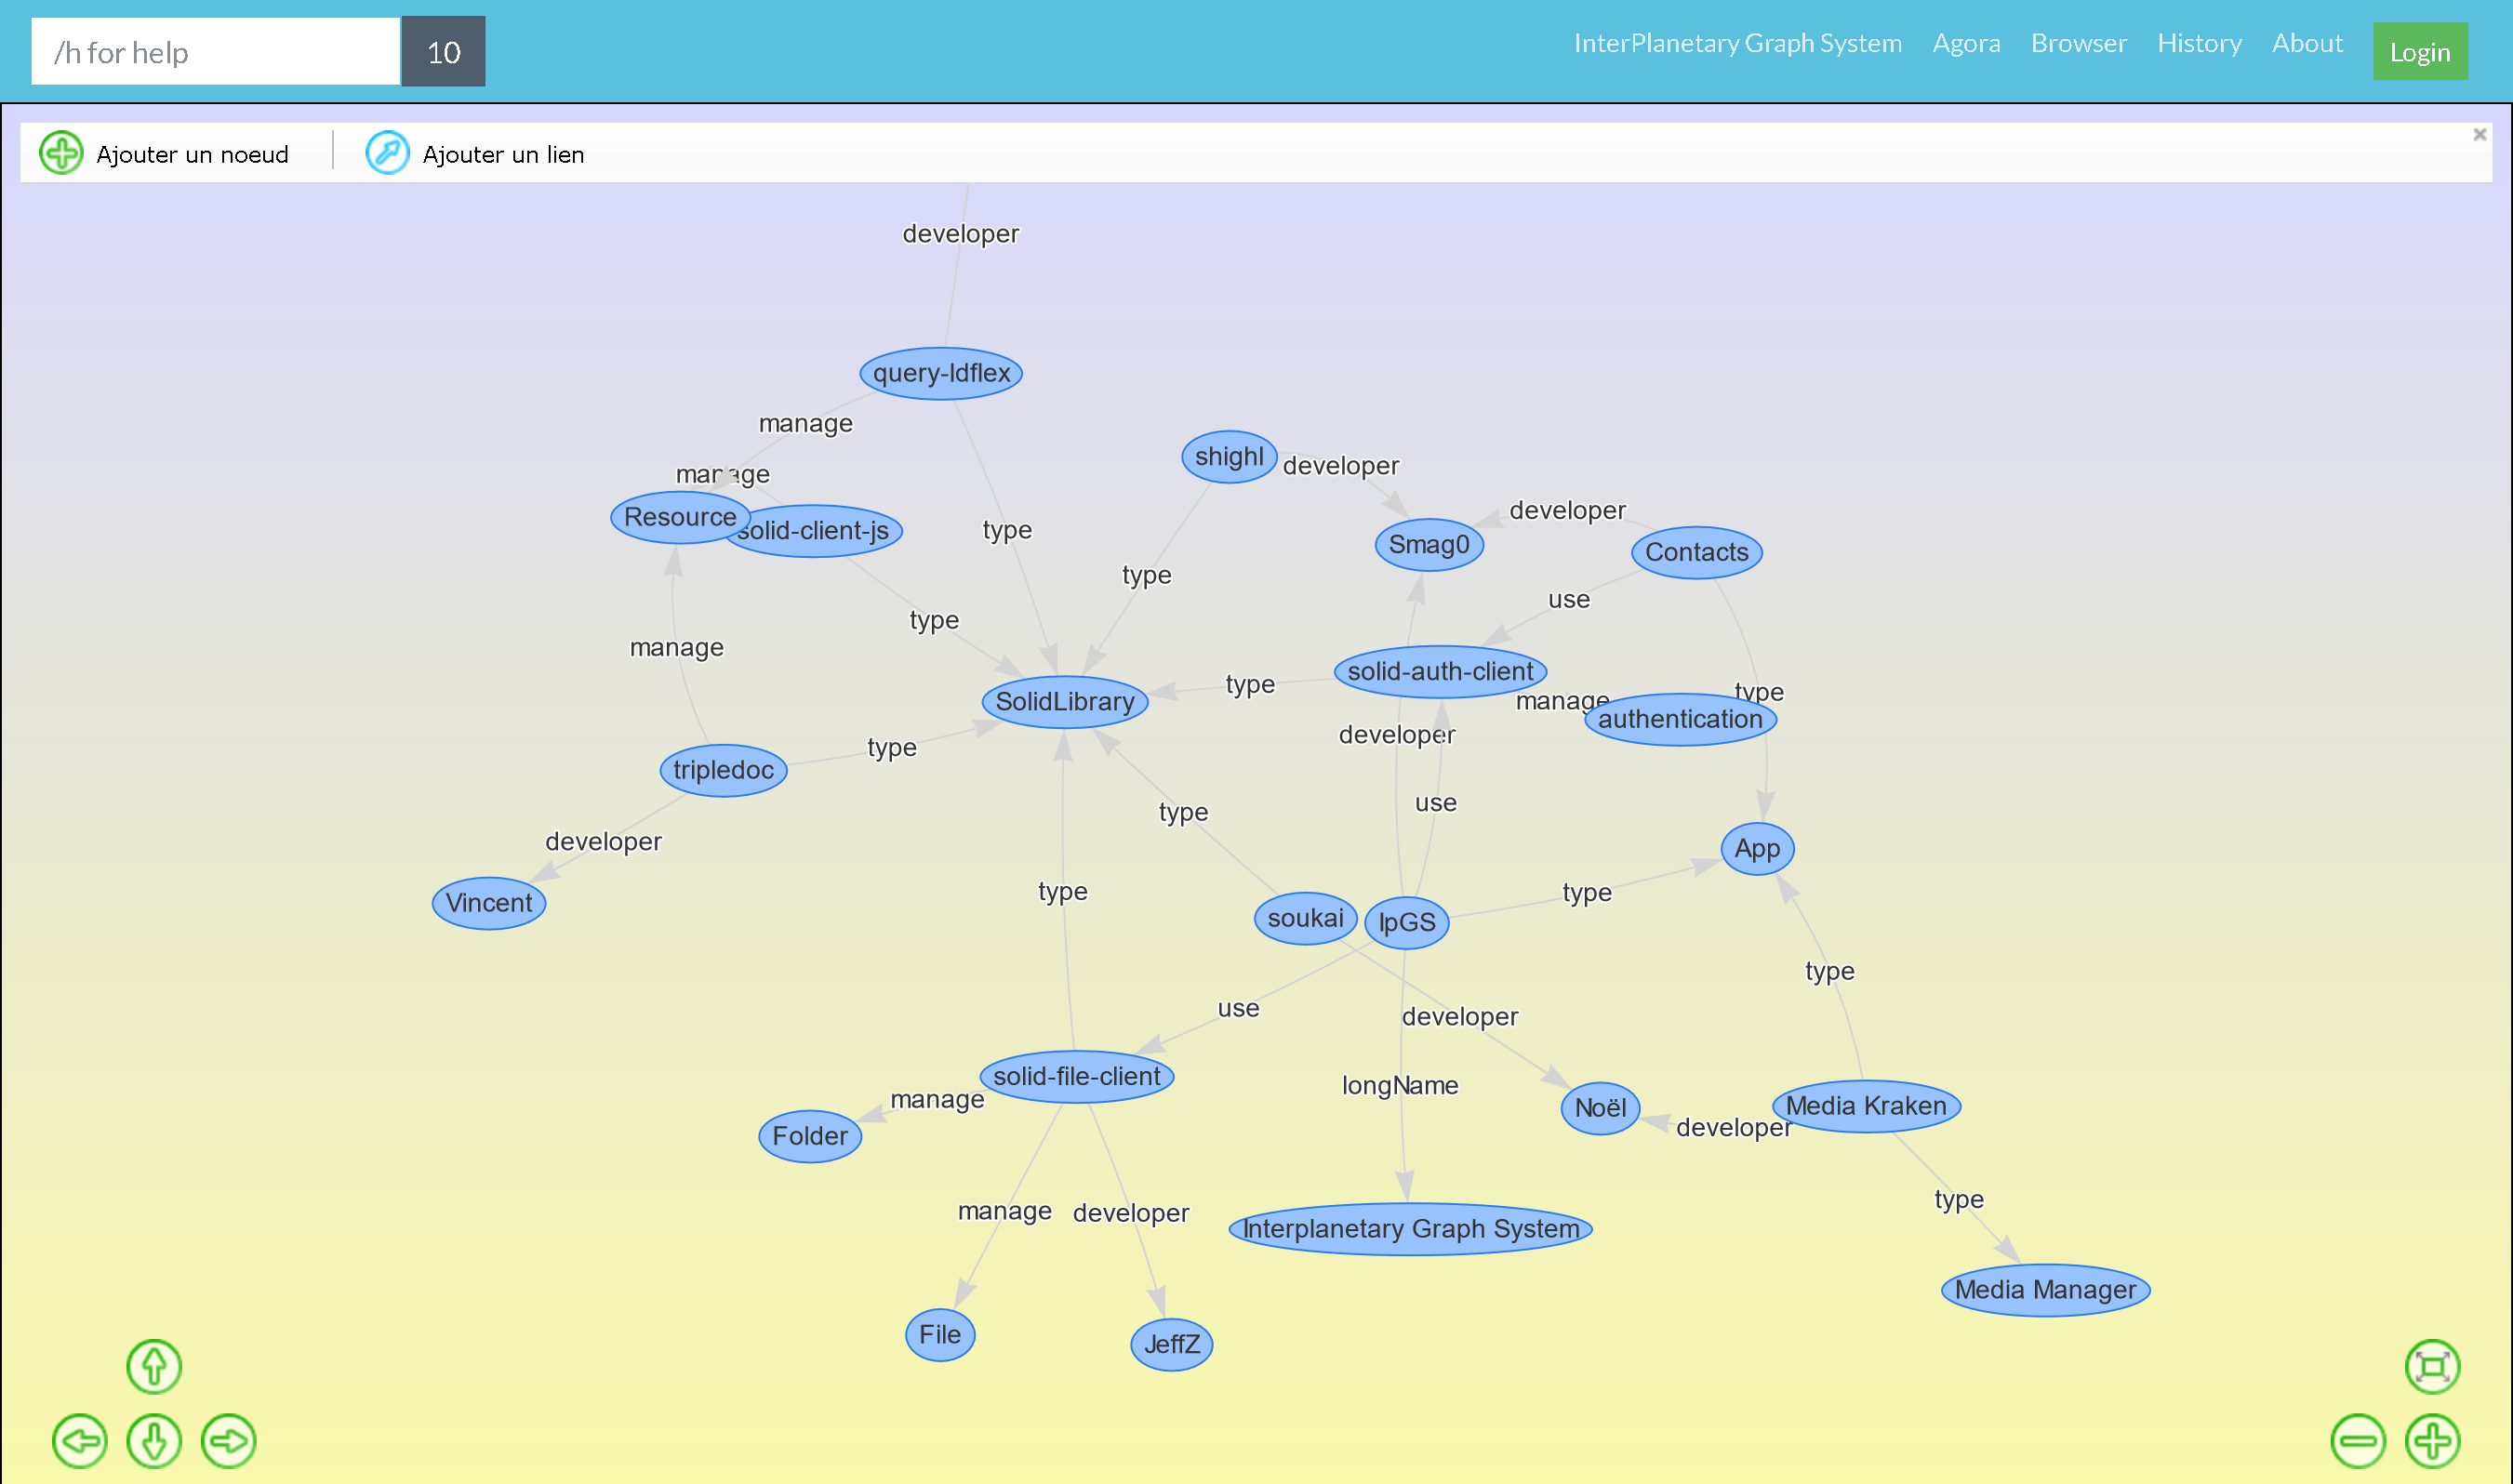 /h for help
10
InterPlanetary Graph System
Agora
Browser
History
About
Login
Ajouter un noeud
Ajouter un lien
developer
query-ldflex
manage
shighl
developer
manage
developer
Resource
solid-client-js
type
Smag0
Contacts
type
use
type
manage
solid-auth-client
type
type
manage
SolidLibrary
authentication
developer
type
tripledoc
use
type
developer
App
type
type
Vincent
soukai
IpGS
type
use
developer
solid-file-client
longName
manage
Media Kraken
Noël
developer
Folder
type
manage
developer
Interplanetary Graph System
Media Manager
File
JeffZ